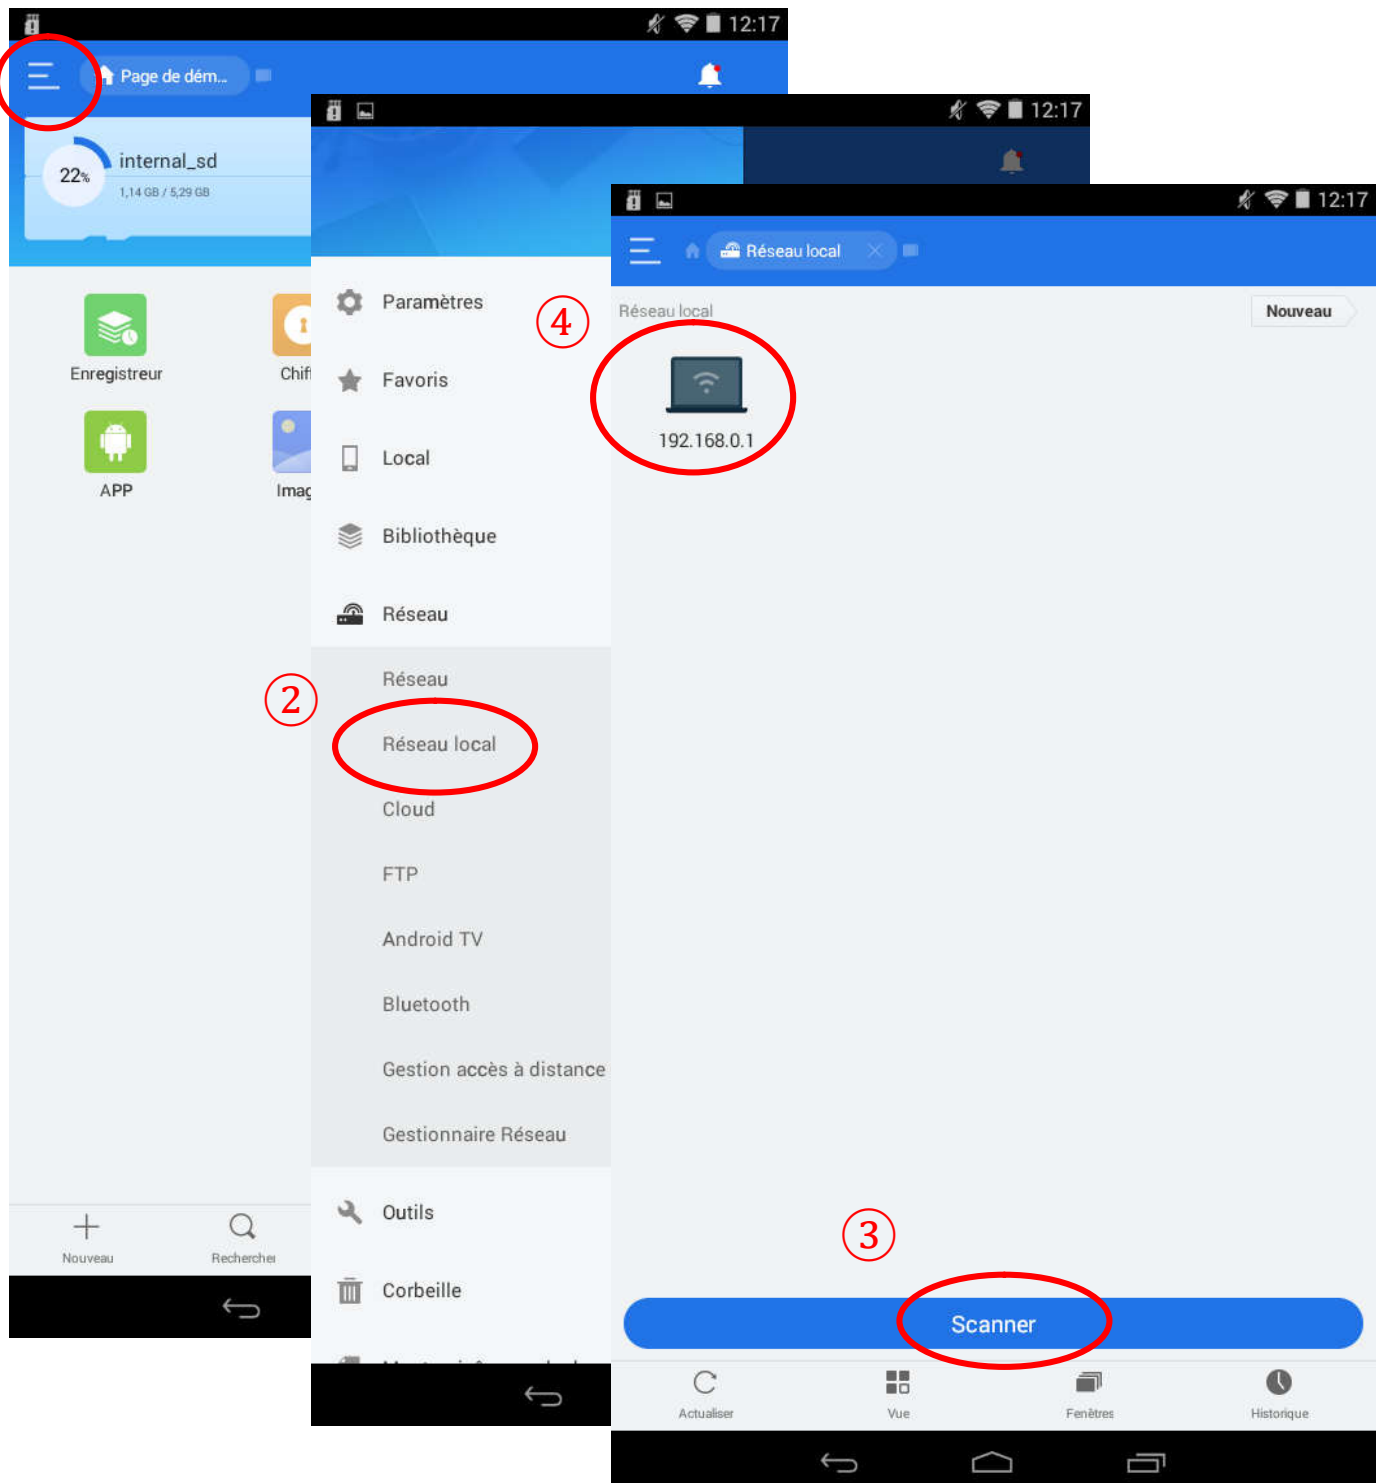 12:17
Page de dém...
22%
internal_sd
1,14 GB / 5,29 GB
Enregistreur
Chif
APP
Imag
Nouveau
Rechercher
12:17
Paramètres
Favoris
Local
Bibliothèque
Réseau
②
Réseau
Réseau local
Cloud
FTP
Android TV
Bluetooth
Gestion accès à distance
Gestionnaire Réseau
Outils
Corbeille
12:17
Réseau local
④
Réseau local
Nouveau
192.168.0.1
③
Scanner
Actualiser
Vue
Fenêtres
Historique